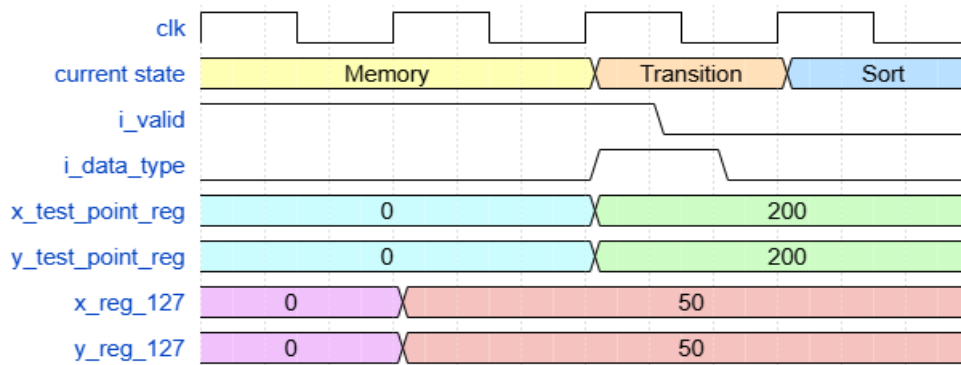 clk
current state Memory Transition Sort
i_valid
i_data_type
x_test_point_reg 0 200
y_test_point_reg 0 200
x_reg_127 0 50
y_reg_127 0 50